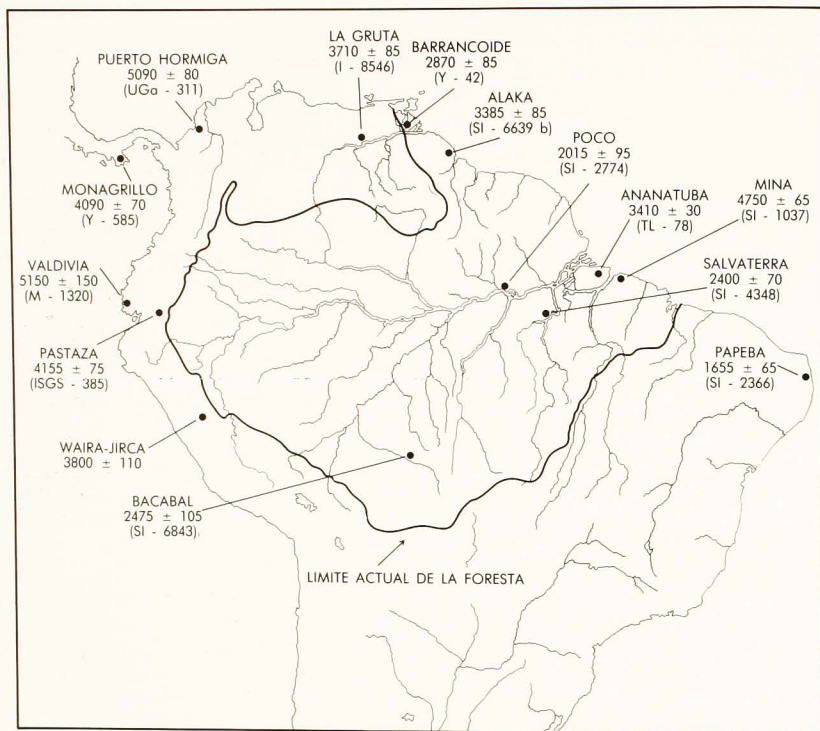 LA GRUTA
3710 ± 85
(I - 8546)
BARRANCOIDE
2870 ± 85
(Y - 42)
PUERTO HORMIGA
5090 ± 80
(UGa - 311)
ALAKA
3385 ± 85
(SI - 6639 b)
POCO
2015 ± 95
(SI - 2774)
MONAGRILLO
4090 ± 70
(Y - 585)
ANANATUBA
3410 ± 30
(TL - 78)
MINA
4750 ± 65
(SI - 1037)
VALDIVIA
5150 ± 150
(M - 1320)
SALVATERRA
2400 ± 70
(SI - 4348)
PASTAZA
4155 ± 75
(ISGS - 385)
PAPEBA
1655 ± 65
(SI - 2366)
WAIRA-JIRCA
3800 ± 110
BACABAL
2475 ± 105
(SI - 6843)
LIMITE ACTUAL DE LA FORESTA